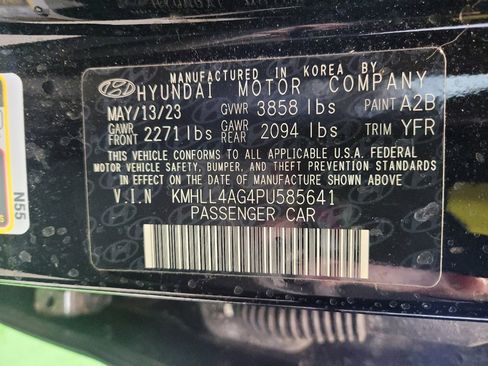 MANUFACTURED IN KOREA BY
HYUNDAI MOTOR COMPANY
MAY/13/23 GVWR 3858 lbs PAINT A2B
GAWR FRONT 2271 lbs GAWR REAR 2094 lbs TRIM YFR
THIS VEHICLE CONFORMS TO ALL APPLICABLE U.S.A. FEDERAL
MOTOR VEHICLE SAFETY, BUMPER, AND THEFT PREVENTION STANDARDS
IN EFFECT ON THE DATE OF MANUFACTURE SHOWN ABOVE.
V.I.N KMHLL4AG4PU585641
PASSENGER CAR
N55